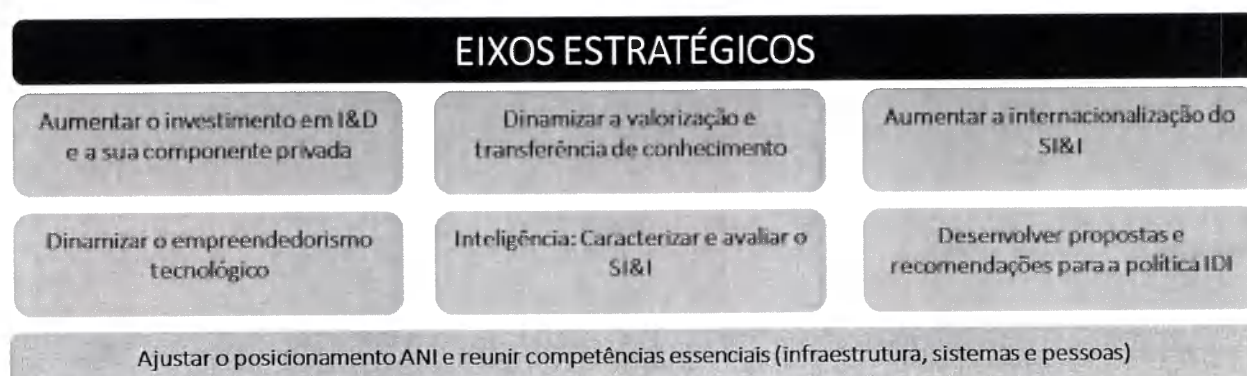 EIXOS ESTRATÉGICOS
Aumentar o investimento em I&D
e a sua componente privada
Dinamizar a valorização e
transferência de conhecimento
Aumentar a internacionalização do
SI&I
Dinamizar o empreendedorismo
tecnológico
Inteligência: Caracterizar e avaliar o
SI&I
Desenvolver propostas e
recomendações para a política IDI
Ajustar o posicionamento ANI e reunir competências essenciais (infraestrutura, sistemas e pessoas)